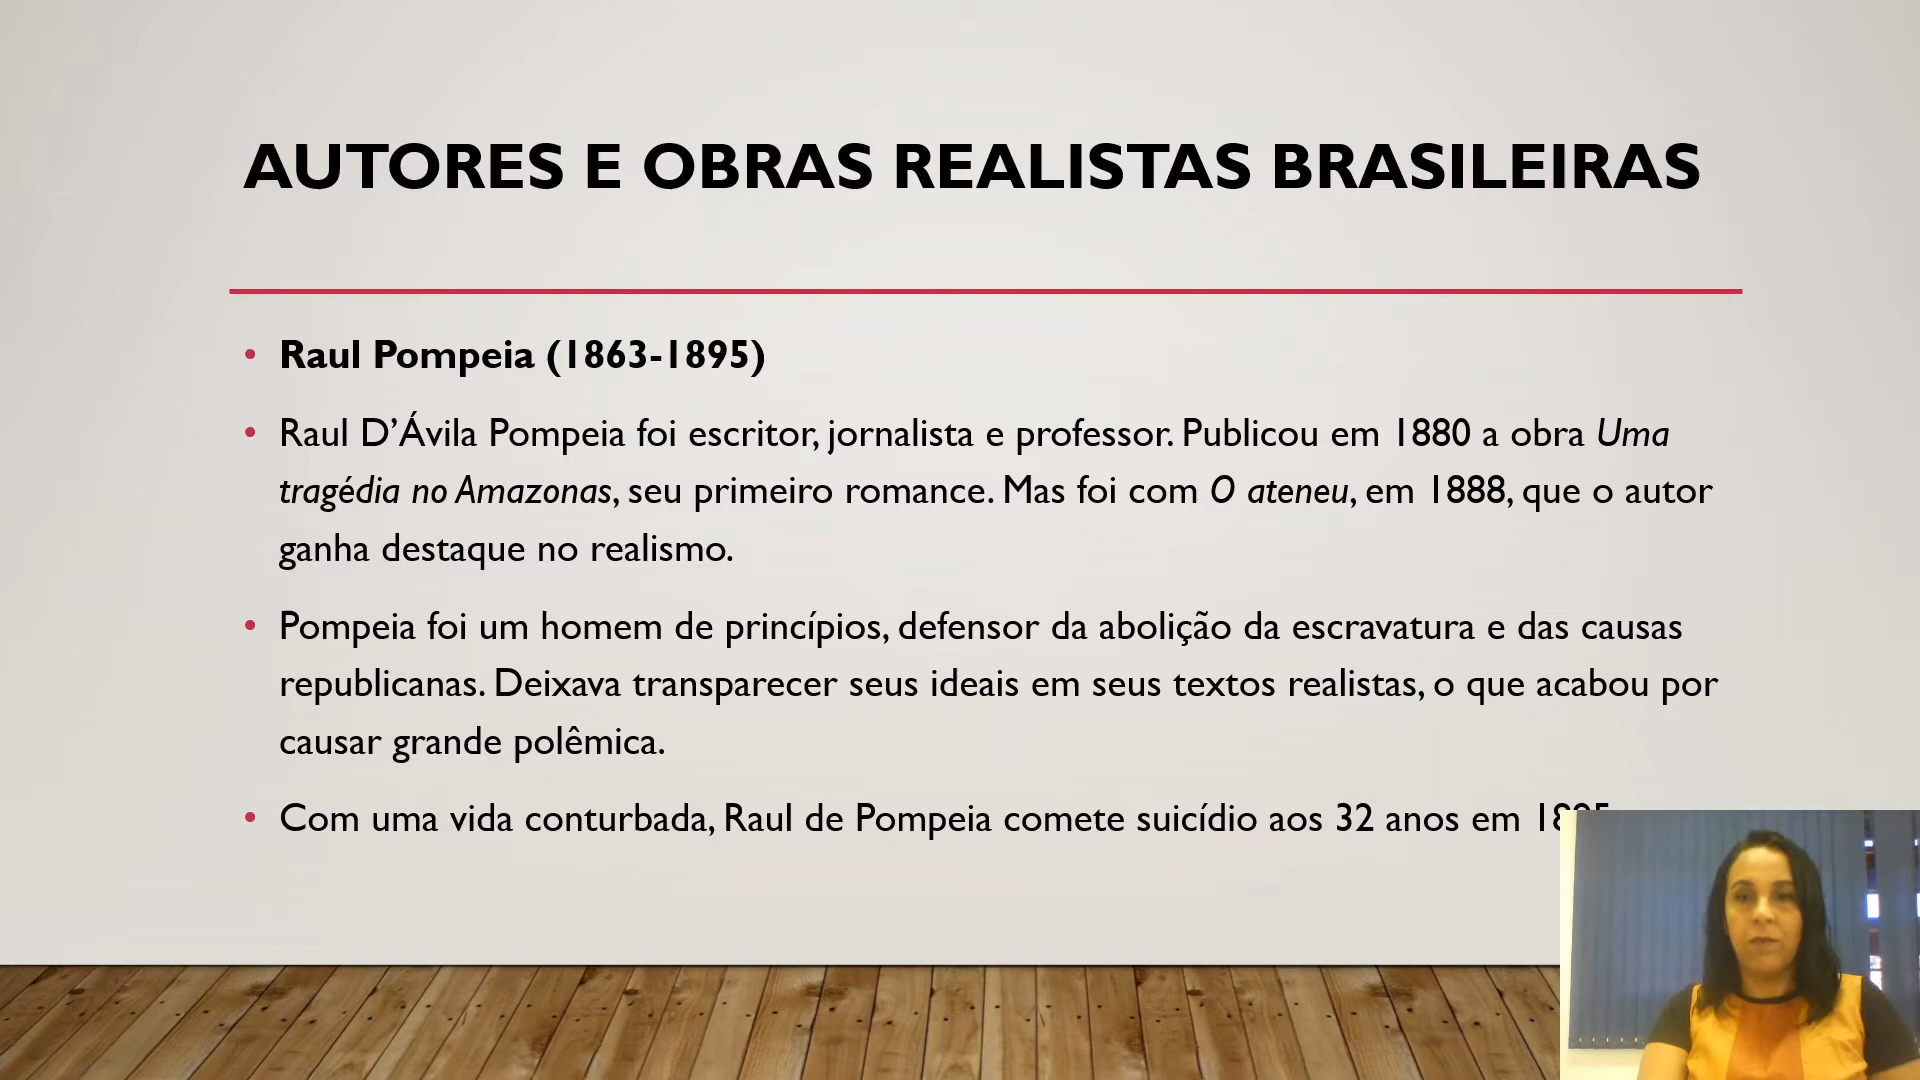 AUTORES E OBRAS REALISTAS BRASILEIRAS
• Raul Pompeia (1863-1895)
• Raul D’Ávila Pompeia foi escritor, jornalista e professor. Publicou em 1880 a obra Uma
tragédia no Amazonas, seu primeiro romance. Mas foi com O ateneu, em 1888, que o autor
ganha destaque no realismo.
• Pompeia foi um homem de princípios, defensor da abolição da escravatura e das causas
republicanas. Deixava transparecer seus ideais em seus textos realistas, o que acabou por
causar grande polêmica.
• Com uma vida conturbada, Raul de Pompeia comete suicídio aos 32 anos em 1895